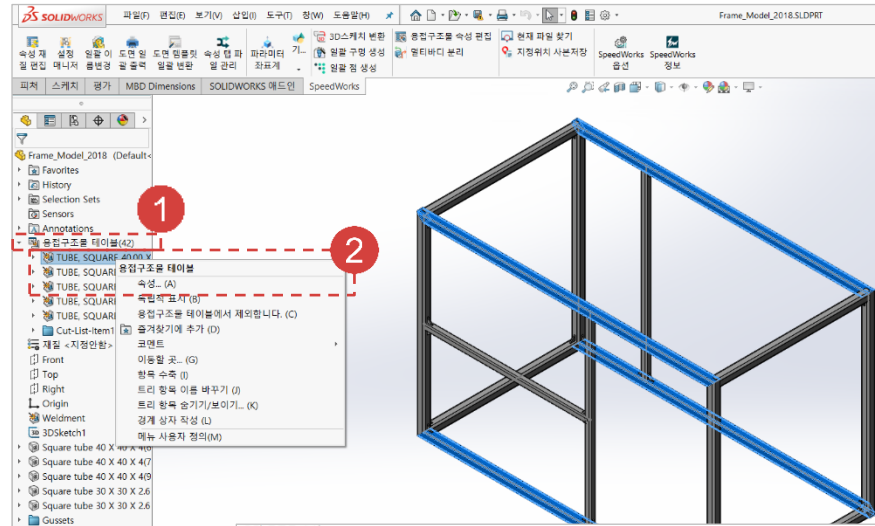 SOLIDWORKS 파일(F) 편집(E) 보기(V) 삽입(I) 도구(T) 창(W) 도움말(H) Frame_Model_2018.SLDPRT
속성 재질 편집
설정 매니저
일괄 이름변경
도면 일괄 출력
도면 템플릿 일괄 변환
속성 탭 파일 관리
파라미터 좌표계
기...
3D스케치 변환
일괄 구멍 생성
일괄 점 생성
용접구조물 속성 편집
멀티바디 분리
현재 파일 찾기
지정위치 사본저장
SpeedWorks 옵션
SpeedWorks 정보
피처 스케치 평가 MBD Dimensions SOLIDWORKS 애드인 SpeedWorks
Frame_Model_2018 (Default<
Favorites
History
Selection Sets
Sensors
Annotations
1
용접구조물 테이블(42)
2
TUBE, SQUARE 40.00 X
TUBE, SQUAR
TUBE, SQUAR
TUBE, SQUAR
TUBE, SQUAR
Cut-List-Item1
재질 <지정안함>
Front
Top
Right
Origin
Weldment
3DSketch1
Square tube 40 X 40 X 4(6
Square tube 40 X 40 X 4(7
Square tube 40 X 40 X 4(9
Square tube 30 X 30 X 2.6
Square tube 30 X 30 X 2.6
Gussets
용접구조물 테이블
속성... (A)
독립적 표시 (B)
용접구조물 테이블에서 제외합니다. (C)
즐겨찾기에 추가 (D)
코멘트
이동할 곳... (G)
항목 수축 (I)
트리 항목 이름 바꾸기 (J)
트리 항목 숨기기/보이기... (K)
경계 상자 작성 (L)
메뉴 사용자 정의(M)